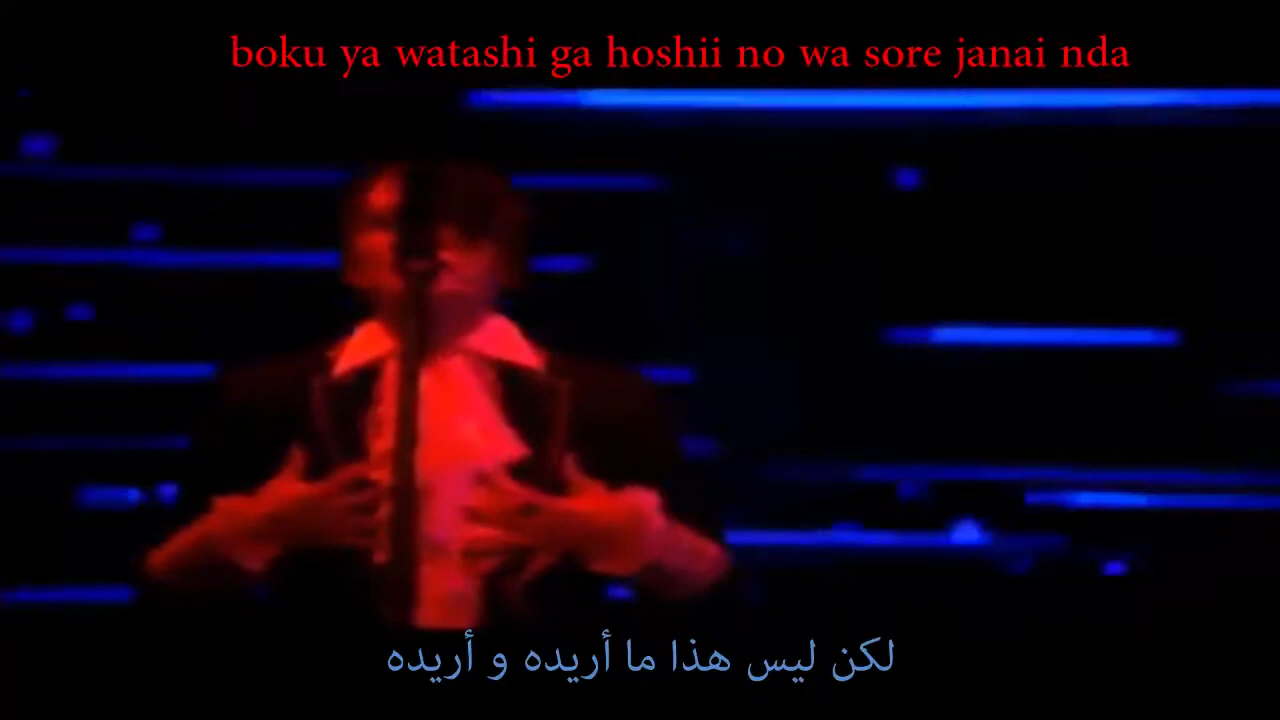 boku ya watashi ga hoshii no wa sore janai nda
لكن ليس هذا ما أريده و أريده